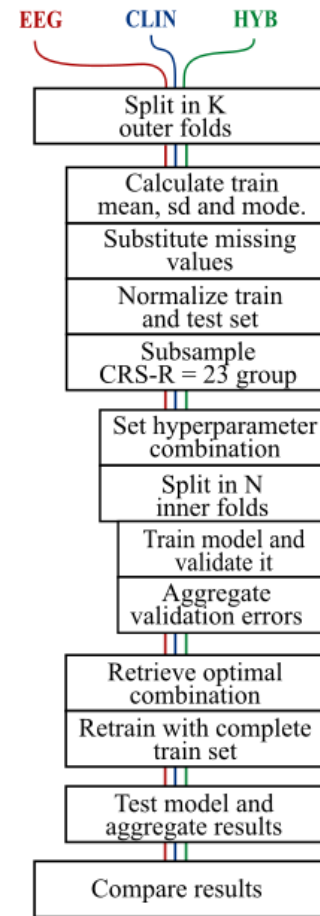 EEG CLIN HYB
Split in K
outer folds
Calculate train
mean, sd and mode.
Substitute missing
values
Normalize train
and test set
Subsample
CRS-R = 23 group
Set hyperparameter
combination
Split in N
inner folds
Train model and
validate it
Aggregate
validation errors
Retrieve optimal
combination
Retrain with complete
train set
Test model and
aggregate results
Compare results